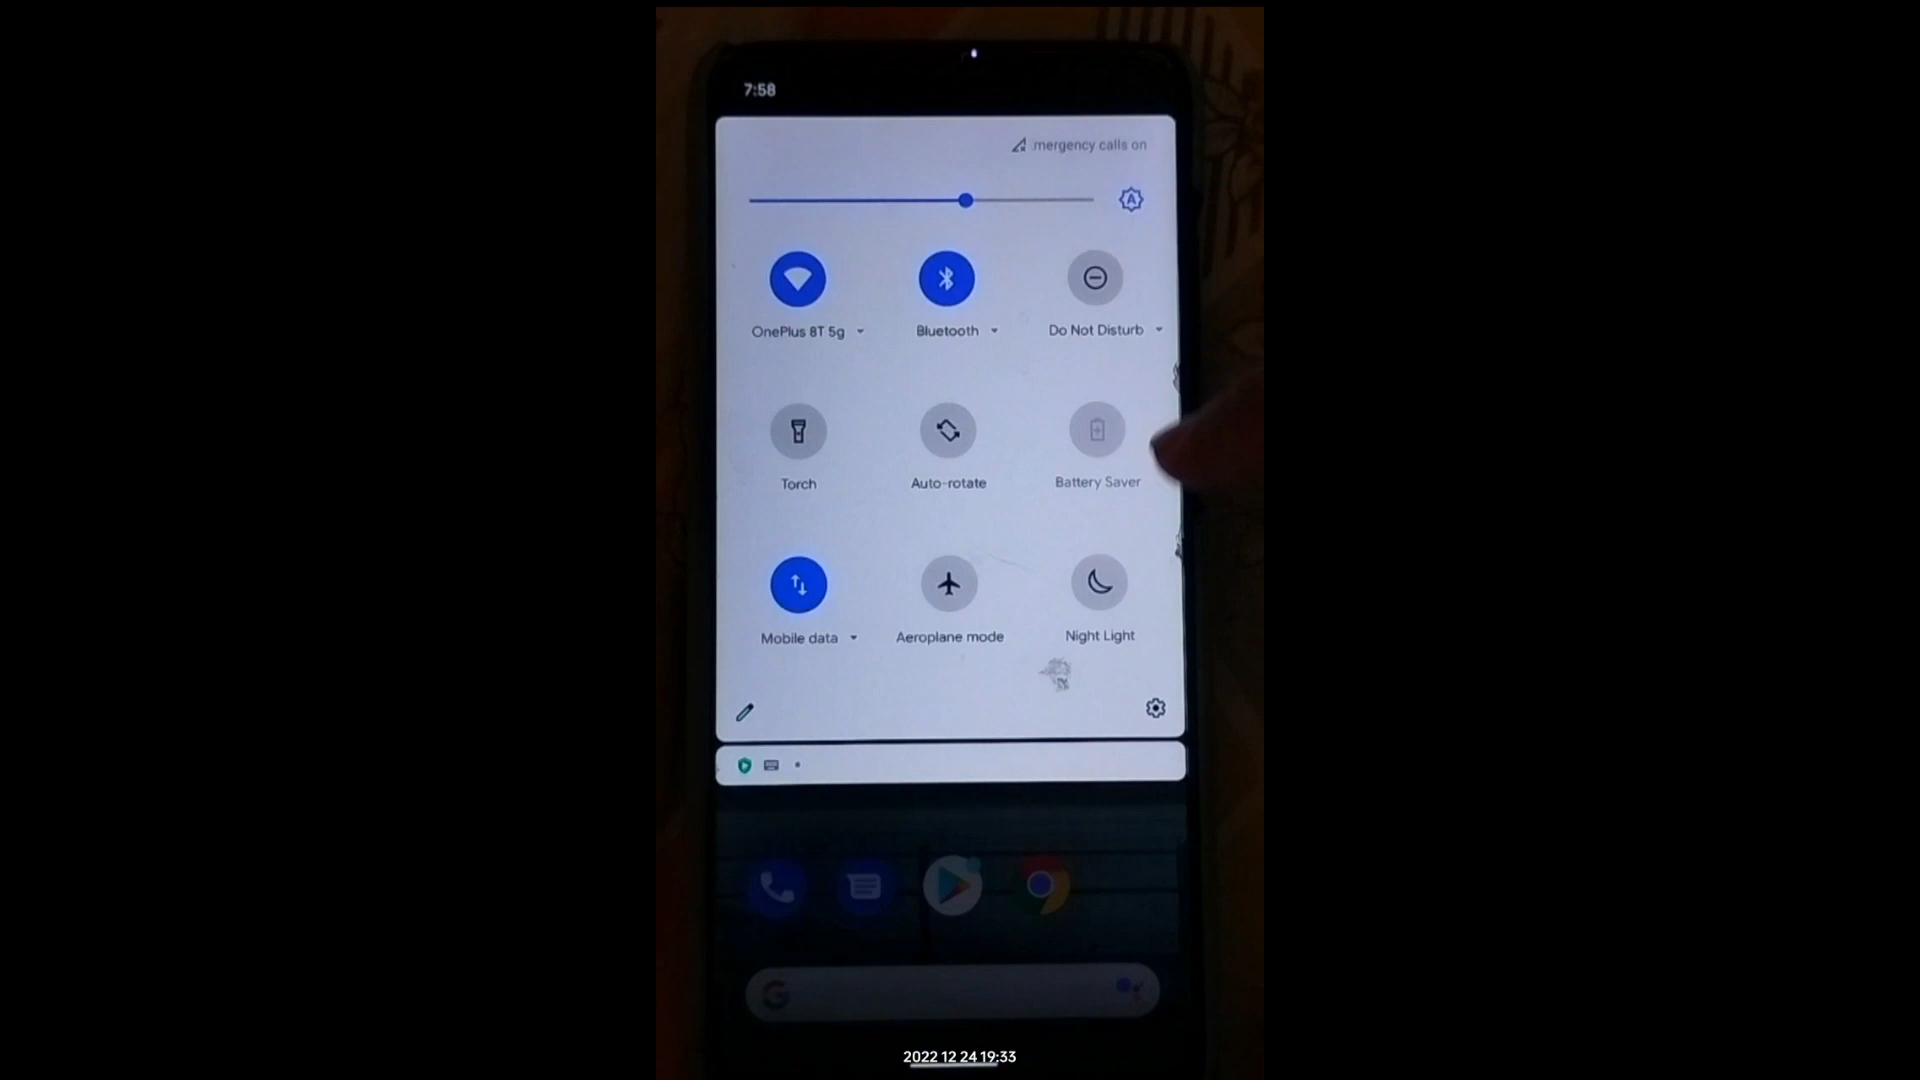 7:58
mergency calls on
A
OnePlus 8T 5g
Bluetooth
Do Not Disturb
Torch
Auto-rotate
Battery Saver
Mobile data
Aeroplane mode
Night Light
G
2022 12 24 19:33